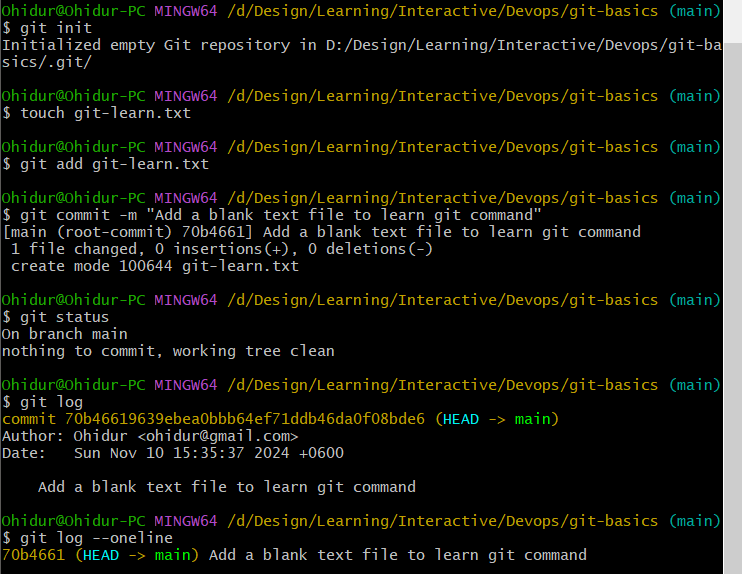 Ohidur@Ohidur-PC MINGW64 /d/Design/Learning/Interactive/Devops/git-basics (main)
$ git init
Initialized empty Git repository in D:/Design/Learning/Interactive/Devops/git-ba
sics/.git/
Ohidur@Ohidur-PC MINGW64 /d/Design/Learning/Interactive/Devops/git-basics (main)
$ touch git-learn.txt
Ohidur@Ohidur-PC MINGW64 /d/Design/Learning/Interactive/Devops/git-basics (main)
$ git add git-learn.txt
Ohidur@Ohidur-PC MINGW64 /d/Design/Learning/Interactive/Devops/git-basics (main)
$ git commit -m "Add a blank text file to learn git command"
[main (root-commit) 70b4661] Add a blank text file to learn git command
 1 file changed, 0 insertions(+), 0 deletions(-)
 create mode 100644 git-learn.txt
Ohidur@Ohidur-PC MINGW64 /d/Design/Learning/Interactive/Devops/git-basics (main)
$ git status
On branch main
nothing to commit, working tree clean
Ohidur@Ohidur-PC MINGW64 /d/Design/Learning/Interactive/Devops/git-basics (main)
$ git log
commit 70b46619639ebea0bbb64ef71ddb46da0f08bde6 (HEAD -> main)
Author: Ohidur <ohidur@gmail.com>
Date:   Sun Nov 10 15:35:37 2024 +0600
    Add a blank text file to learn git command
Ohidur@Ohidur-PC MINGW64 /d/Design/Learning/Interactive/Devops/git-basics (main)
$ git log --oneline
70b4661 (HEAD -> main) Add a blank text file to learn git command